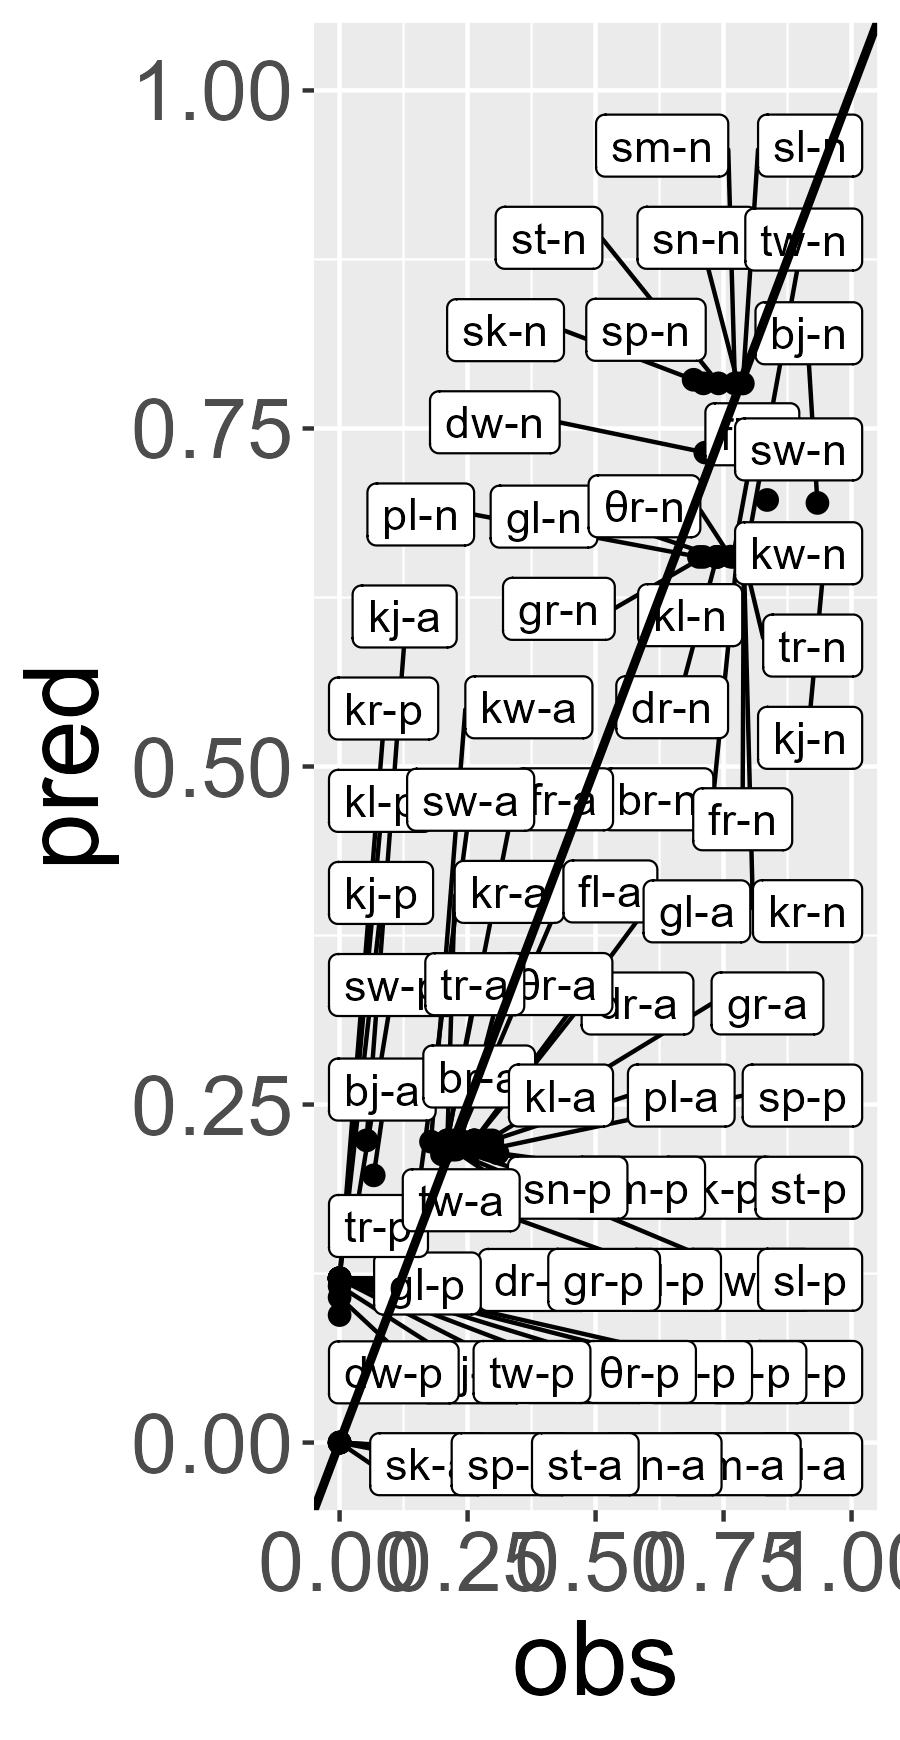 1.00
sm-n sl-n
st-n sn-n tw-n
sk-n sp-n bj-n
0.75
dw-n sw-n
pl-n gl-n θr-n
kw-n
kj-a gr-n kl-n
tr-n
kr-p kw-a dr-n
kj-n
0.50
kl-p sw-a fr-a br-n
fr-n
kj-p kr-a fl-a gl-a kr-n
sw-p tr-a θr-a dr-a gr-a
0.25
bj-a br-a kl-a pl-a sp-p
sn-p m-p k-p st-p
tr-p tw-a
gl-p dr- gr-p -p w sl-p
dw-p j- tw-p θr-p -p -p -p
0.00
sk- sp- st-a n-a m-a -a
0.00 0.25 0.50 0.75 1.00
obs
pred